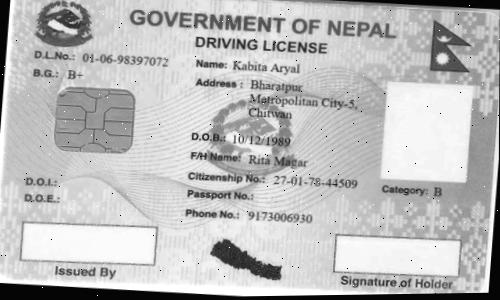 GOVERNMENT OF NEPAL
DRIVING LICENSE
D.L.No.: 01-06-98397072
B.G.: B+
Name: Kabita Aryal
Address : Bharatpur
Metropolitan City-5,
Chitwan
D.O.B.: 10/12/1989
F/H Name: Rita Magar
Citizenship No.: 27-01-78-44509
Passport No.:
Phone No.: 9173006930
D.O.I.:
D.O.E.:
Category: B
Issued By
Signature of Holder